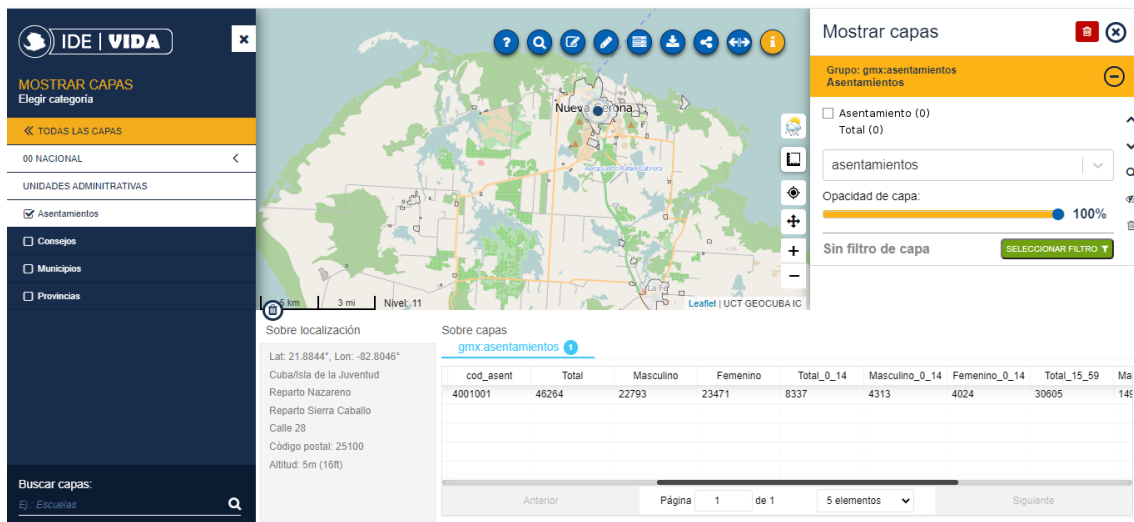 IDE | VIDA
MOSTRAR CAPAS
Elegir categoría
TODAS LAS CAPAS
00 NACIONAL
UNIDADES ADMINITRATIVAS
Asentamientos
Consejos
Municipios
Provincias
Buscar capas:
Ej.: Escuelas
Nueva Gerona
Aeropuerto Rafael Cabrera
La Fe
5 km
3 mi
Nivel: 11
Leaflet | UCT GEOCUBA IC
Sobre localización
Lat: 21.8844°, Lon: -82.8046°
Cuba/Isla de la Juventud
Reparto Nazareno
Reparto Sierra Caballo
Calle 28
Código postal: 25100
Altitud: 5m (16ft)
Sobre capas
gmx:asentamientos 1
cod_asent Total Masculino Femenino Total_0_14 Masculino_0_14 Femenino_0_14 Total_15_59 Ma
4001001 46264 22793 23471 8337 4313 4024 30605 149
Anterior Página 1 de 1 5 elementos Siguiente
Mostrar capas
Grupo: gmx:asentamientos
Asentamientos
Asentamiento (0)
Total (0)
asentamientos
Opacidad de capa:
100%
Sin filtro de capa
SELECCIONAR FILTRO